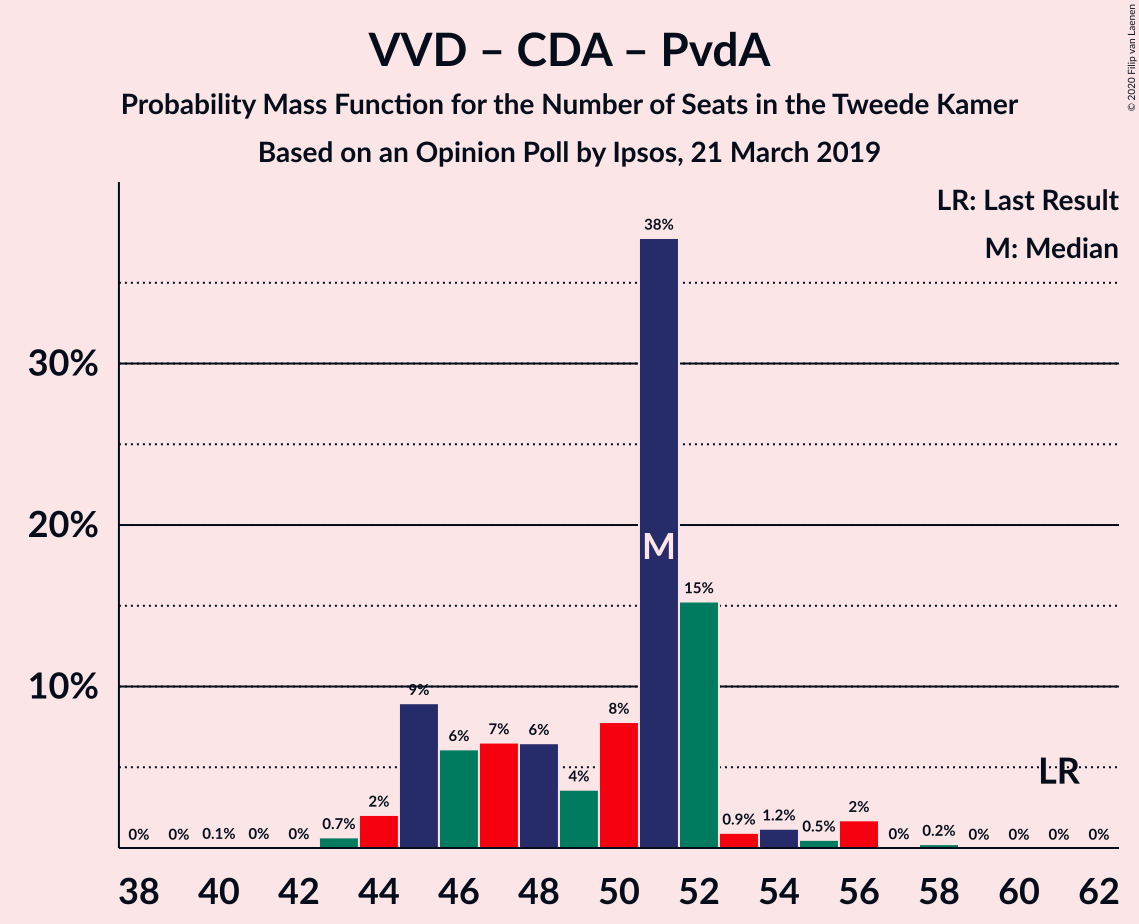 VVD – CDA – PvdA
Probability Mass Function for the Number of Seats in the Tweede Kamer
Based on an Opinion Poll by Ipsos, 21 March 2019
© 2020 Filip van Laenen
LR: Last Result
M: Median
30%
20%
10%
0% 0% 0.1% 0% 0% 0.7% 2% 9% 6% 7% 6% 4% 8% 38% 15% 0.9% 1.2% 0.5% 2% 0% 0.2% 0% 0% 0% 0%
M
LR
38 40 42 44 46 48 50 52 54 56 58 60 62